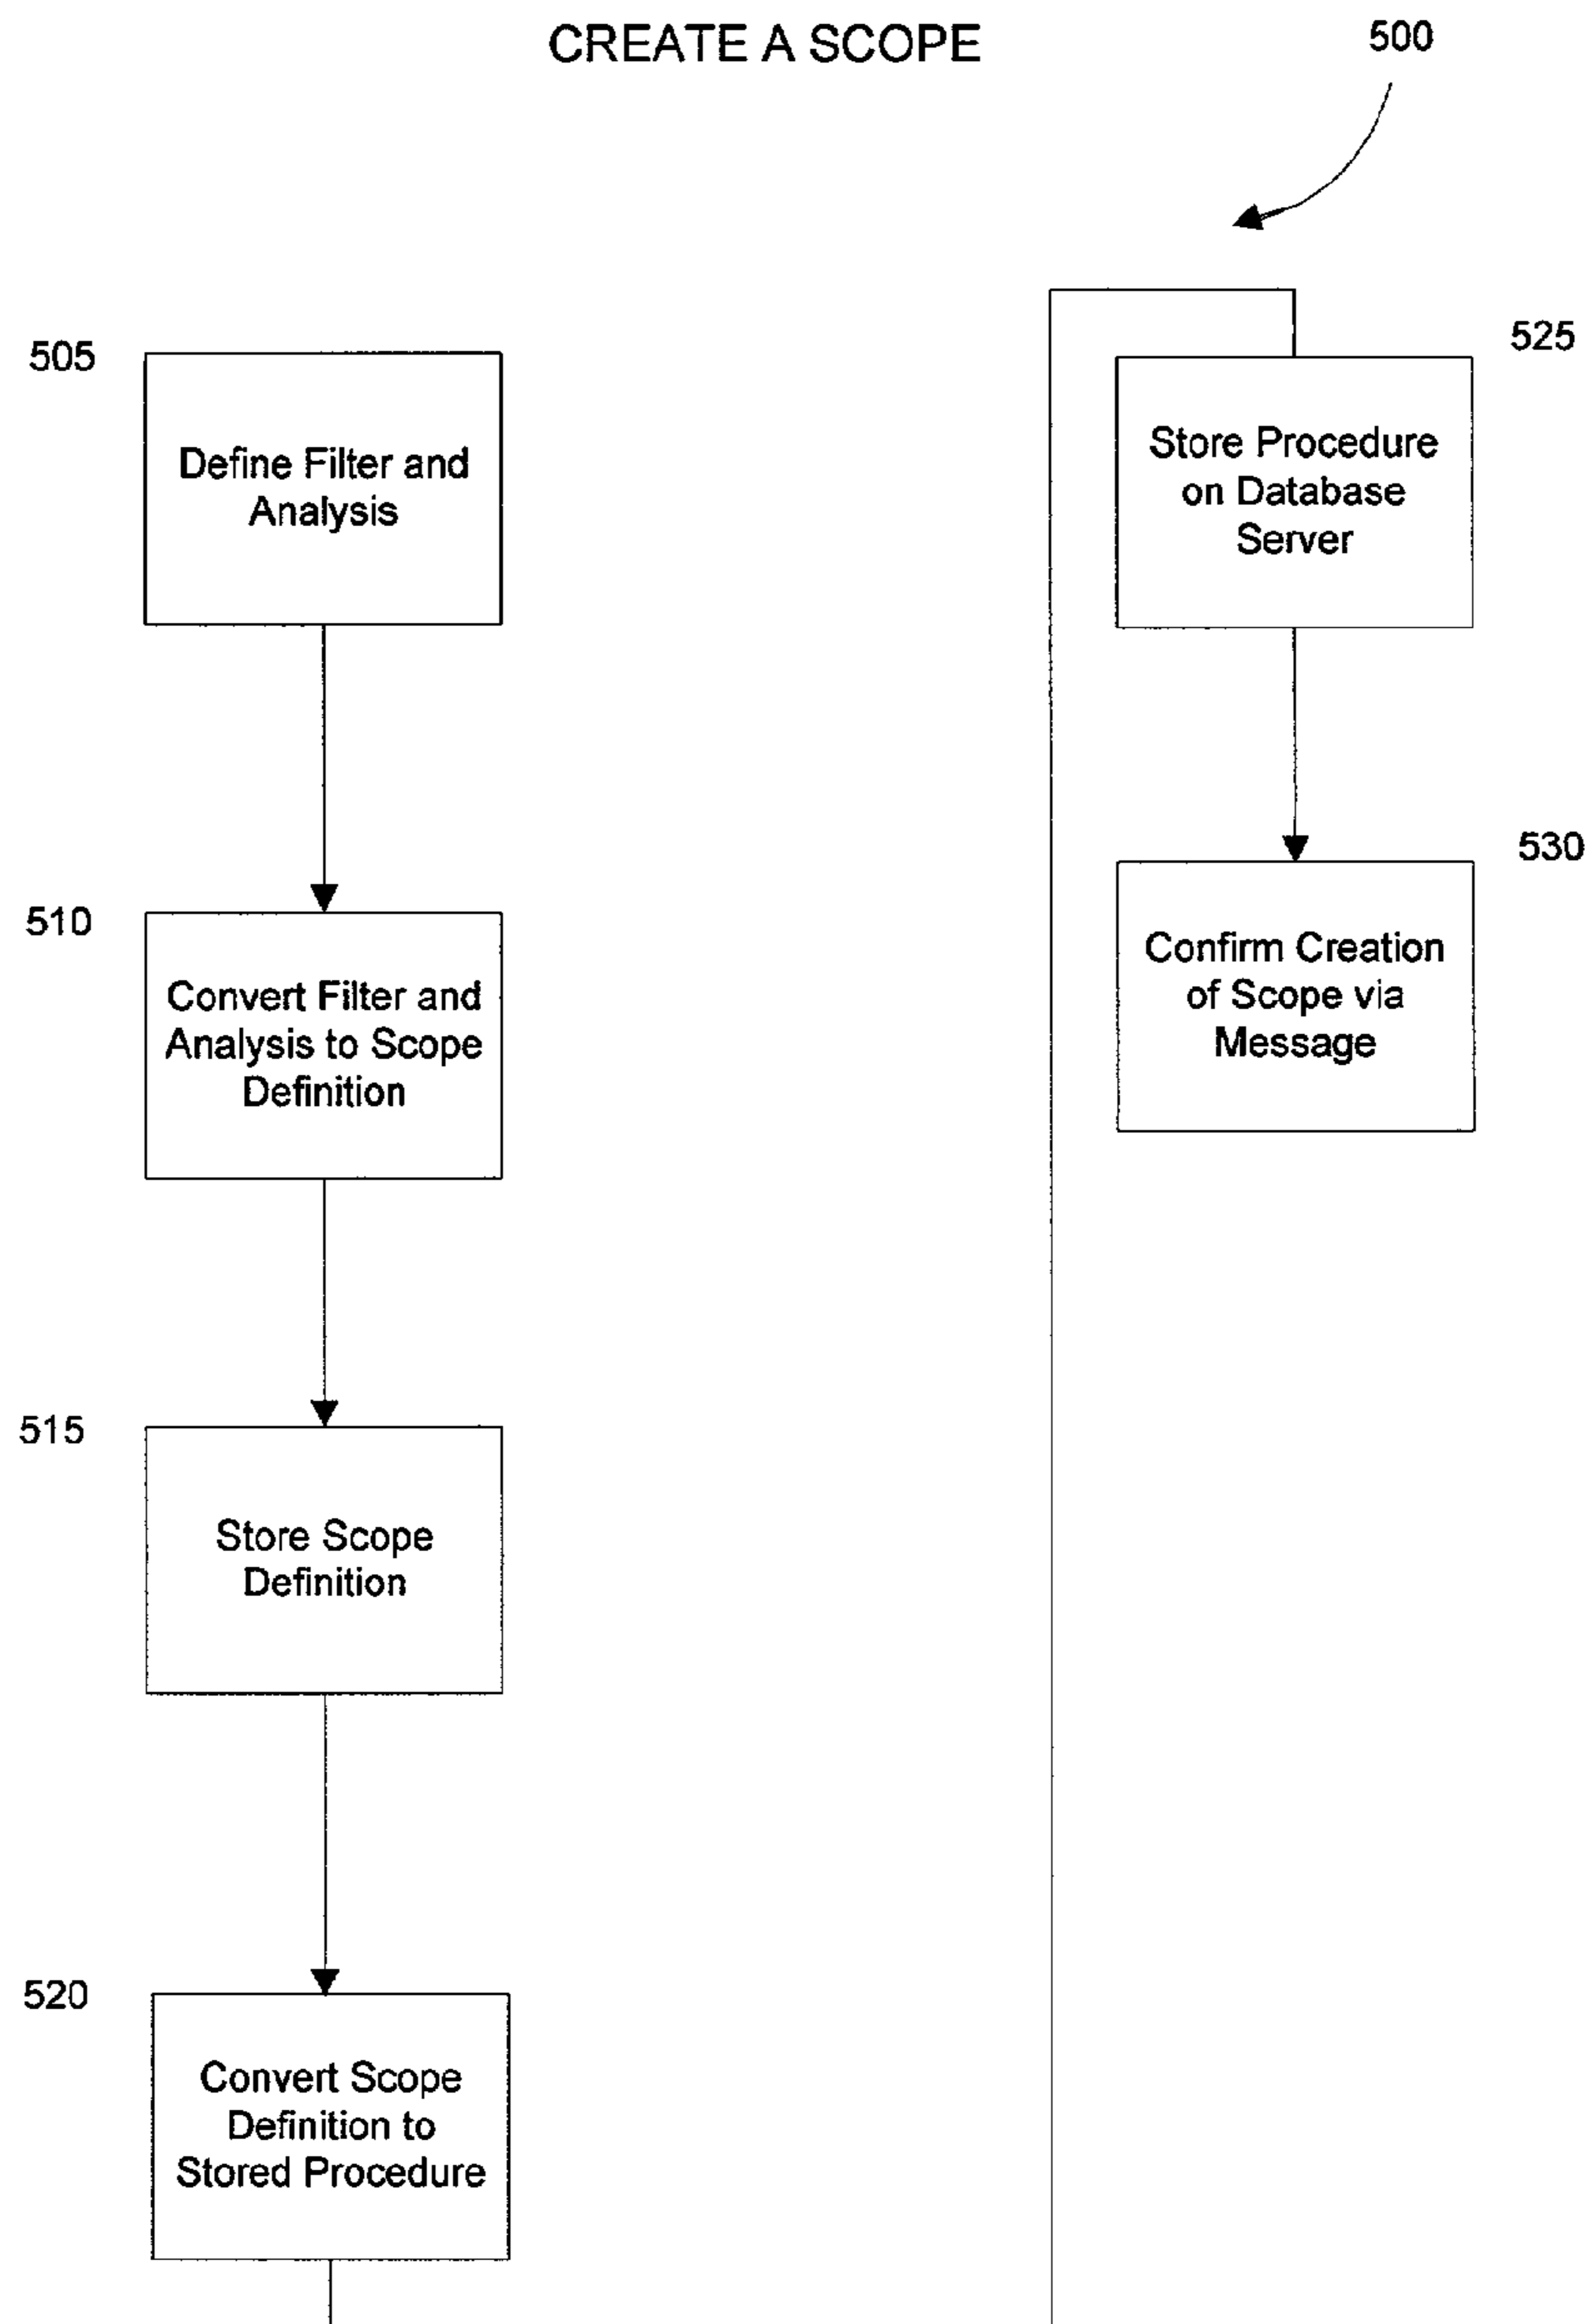 CREATE A SCOPE
500
505
Define Filter and
Analysis
510
Convert Filter and
Analysis to Scope
Definition
515
Store Scope
Definition
520
Convert Scope
Definition to
Stored Procedure
525
Store Procedure
on Database
Server
530
Confirm Creation
of Scope via
Message